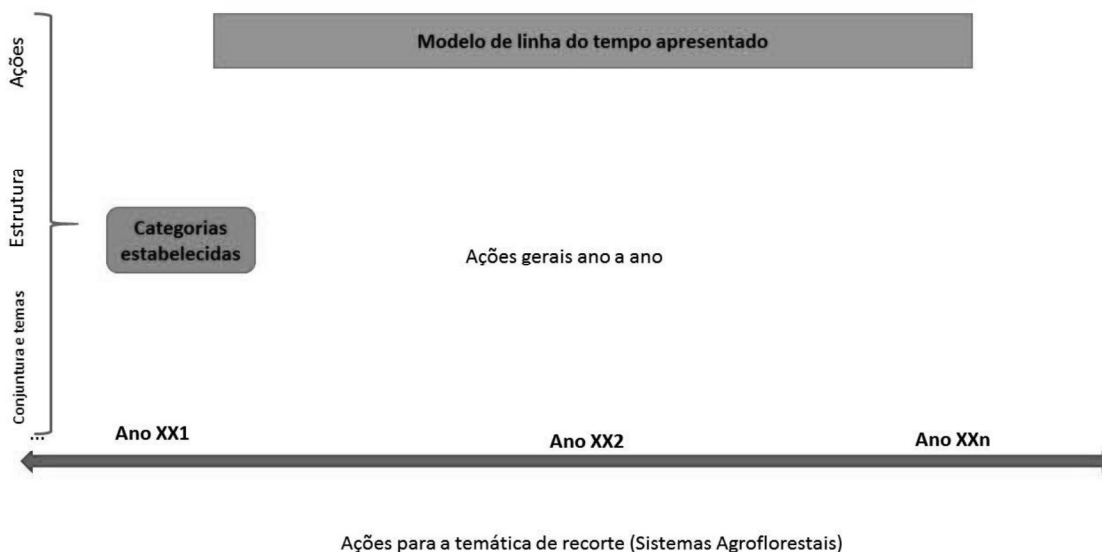 Modelo de linha do tempo apresentado
Ações
Estrutura
Conjuntura e temas
...
Categorias
estabelecidas
Ações gerais ano a ano
Ano XX1
Ano XX2
Ano XXn
Ações para a temática de recorte (Sistemas Agroflorestais)